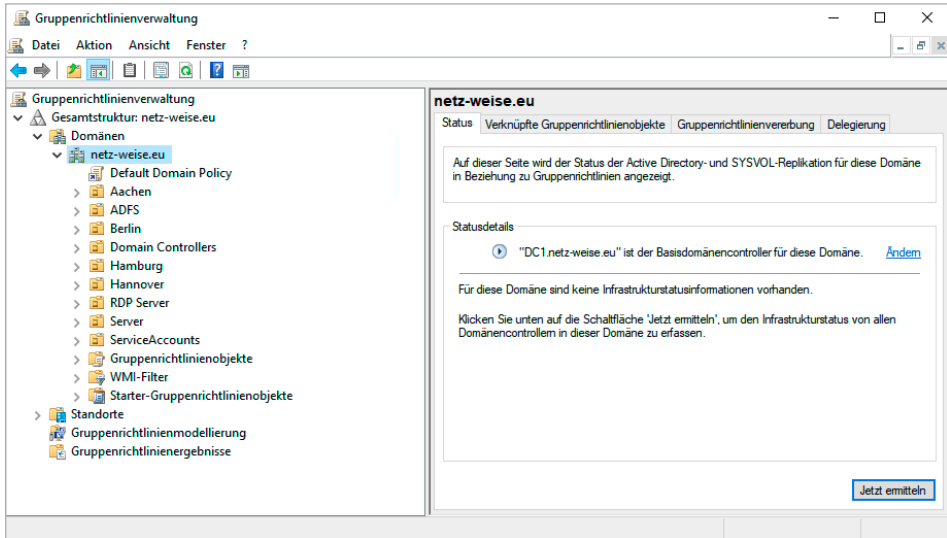 Gruppenrichtlinienverwaltung
Datei Aktion Ansicht Fenster ?
Gruppenrichtlinienverwaltung
Gesamtstruktur: netz-weise.eu
Domänen
netz-weise.eu
Default Domain Policy
Aachen
ADFS
Berlin
Domain Controllers
Hamburg
Hannover
RDP Server
Server
ServiceAccounts
Gruppenrichtlinienobjekte
WMI-Filter
Starter-Gruppenrichtlinienobjekte
Standorte
Gruppenrichtlinienmodellierung
Gruppenrichtlinienergebnisse
netz-weise.eu
Status Verknüpfte Gruppenrichtlinienobjekte Gruppenrichtlinienvererbung Delegierung
Auf dieser Seite wird der Status der Active Directory- und SYSVOL-Replikation für diese Domäne
in Beziehung zu Gruppenrichtlinien angezeigt.
Statusdetails
"DC1.netz-weise.eu" ist der Basisdomänencontroller für diese Domäne. Ändern
Für diese Domäne sind keine Infrastrukturstatusinformationen vorhanden.
Klicken Sie unten auf die Schaltfläche 'Jetzt ermitteln', um den Infrastrukturstatus von allen
Domänencontrollern in dieser Domäne zu erfassen.
Jetzt ermitteln